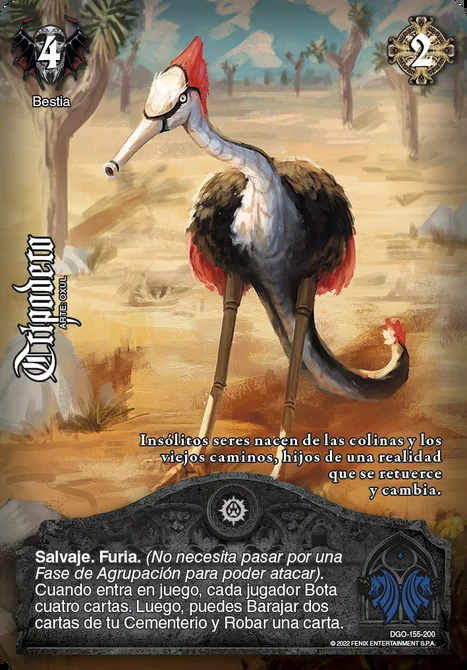 4
2
Bestia
Tripodero
ARTE: OXUL
Insólitos seres nacen de las colinas y los
viejos caminos, hijos de una realidad
que se retuerce
y cambia.
Salvaje. Furia. (No necesita pasar por una
Fase de Agrupación para poder atacar).
Cuando entra en juego, cada jugador Bota
cuatro cartas. Luego, puedes Barajar dos
cartas de tu Cementerio y Robar una carta.
DGO-155-200
© 2022 FENIX ENTERTAINMENT S.P.A.